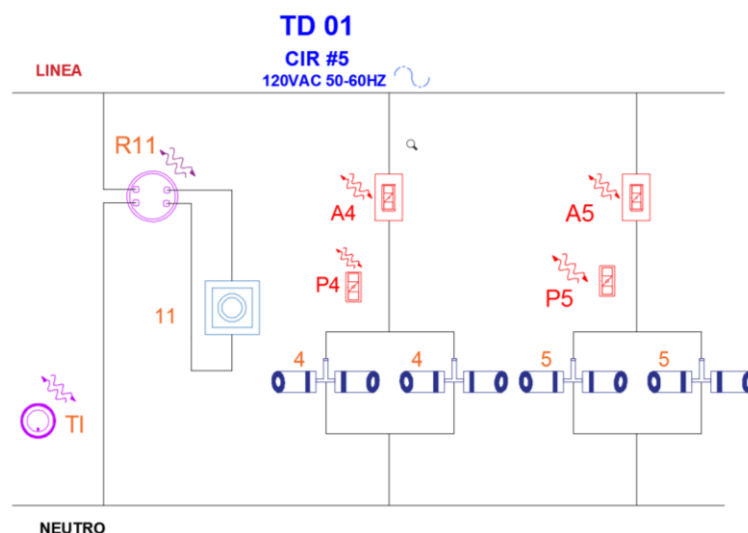 TD 01
CIR #5
120VAC 50-60HZ
LINEA
R11
A4
A5
P4
P5
11
4
4
5
5
TI
NEUTRO